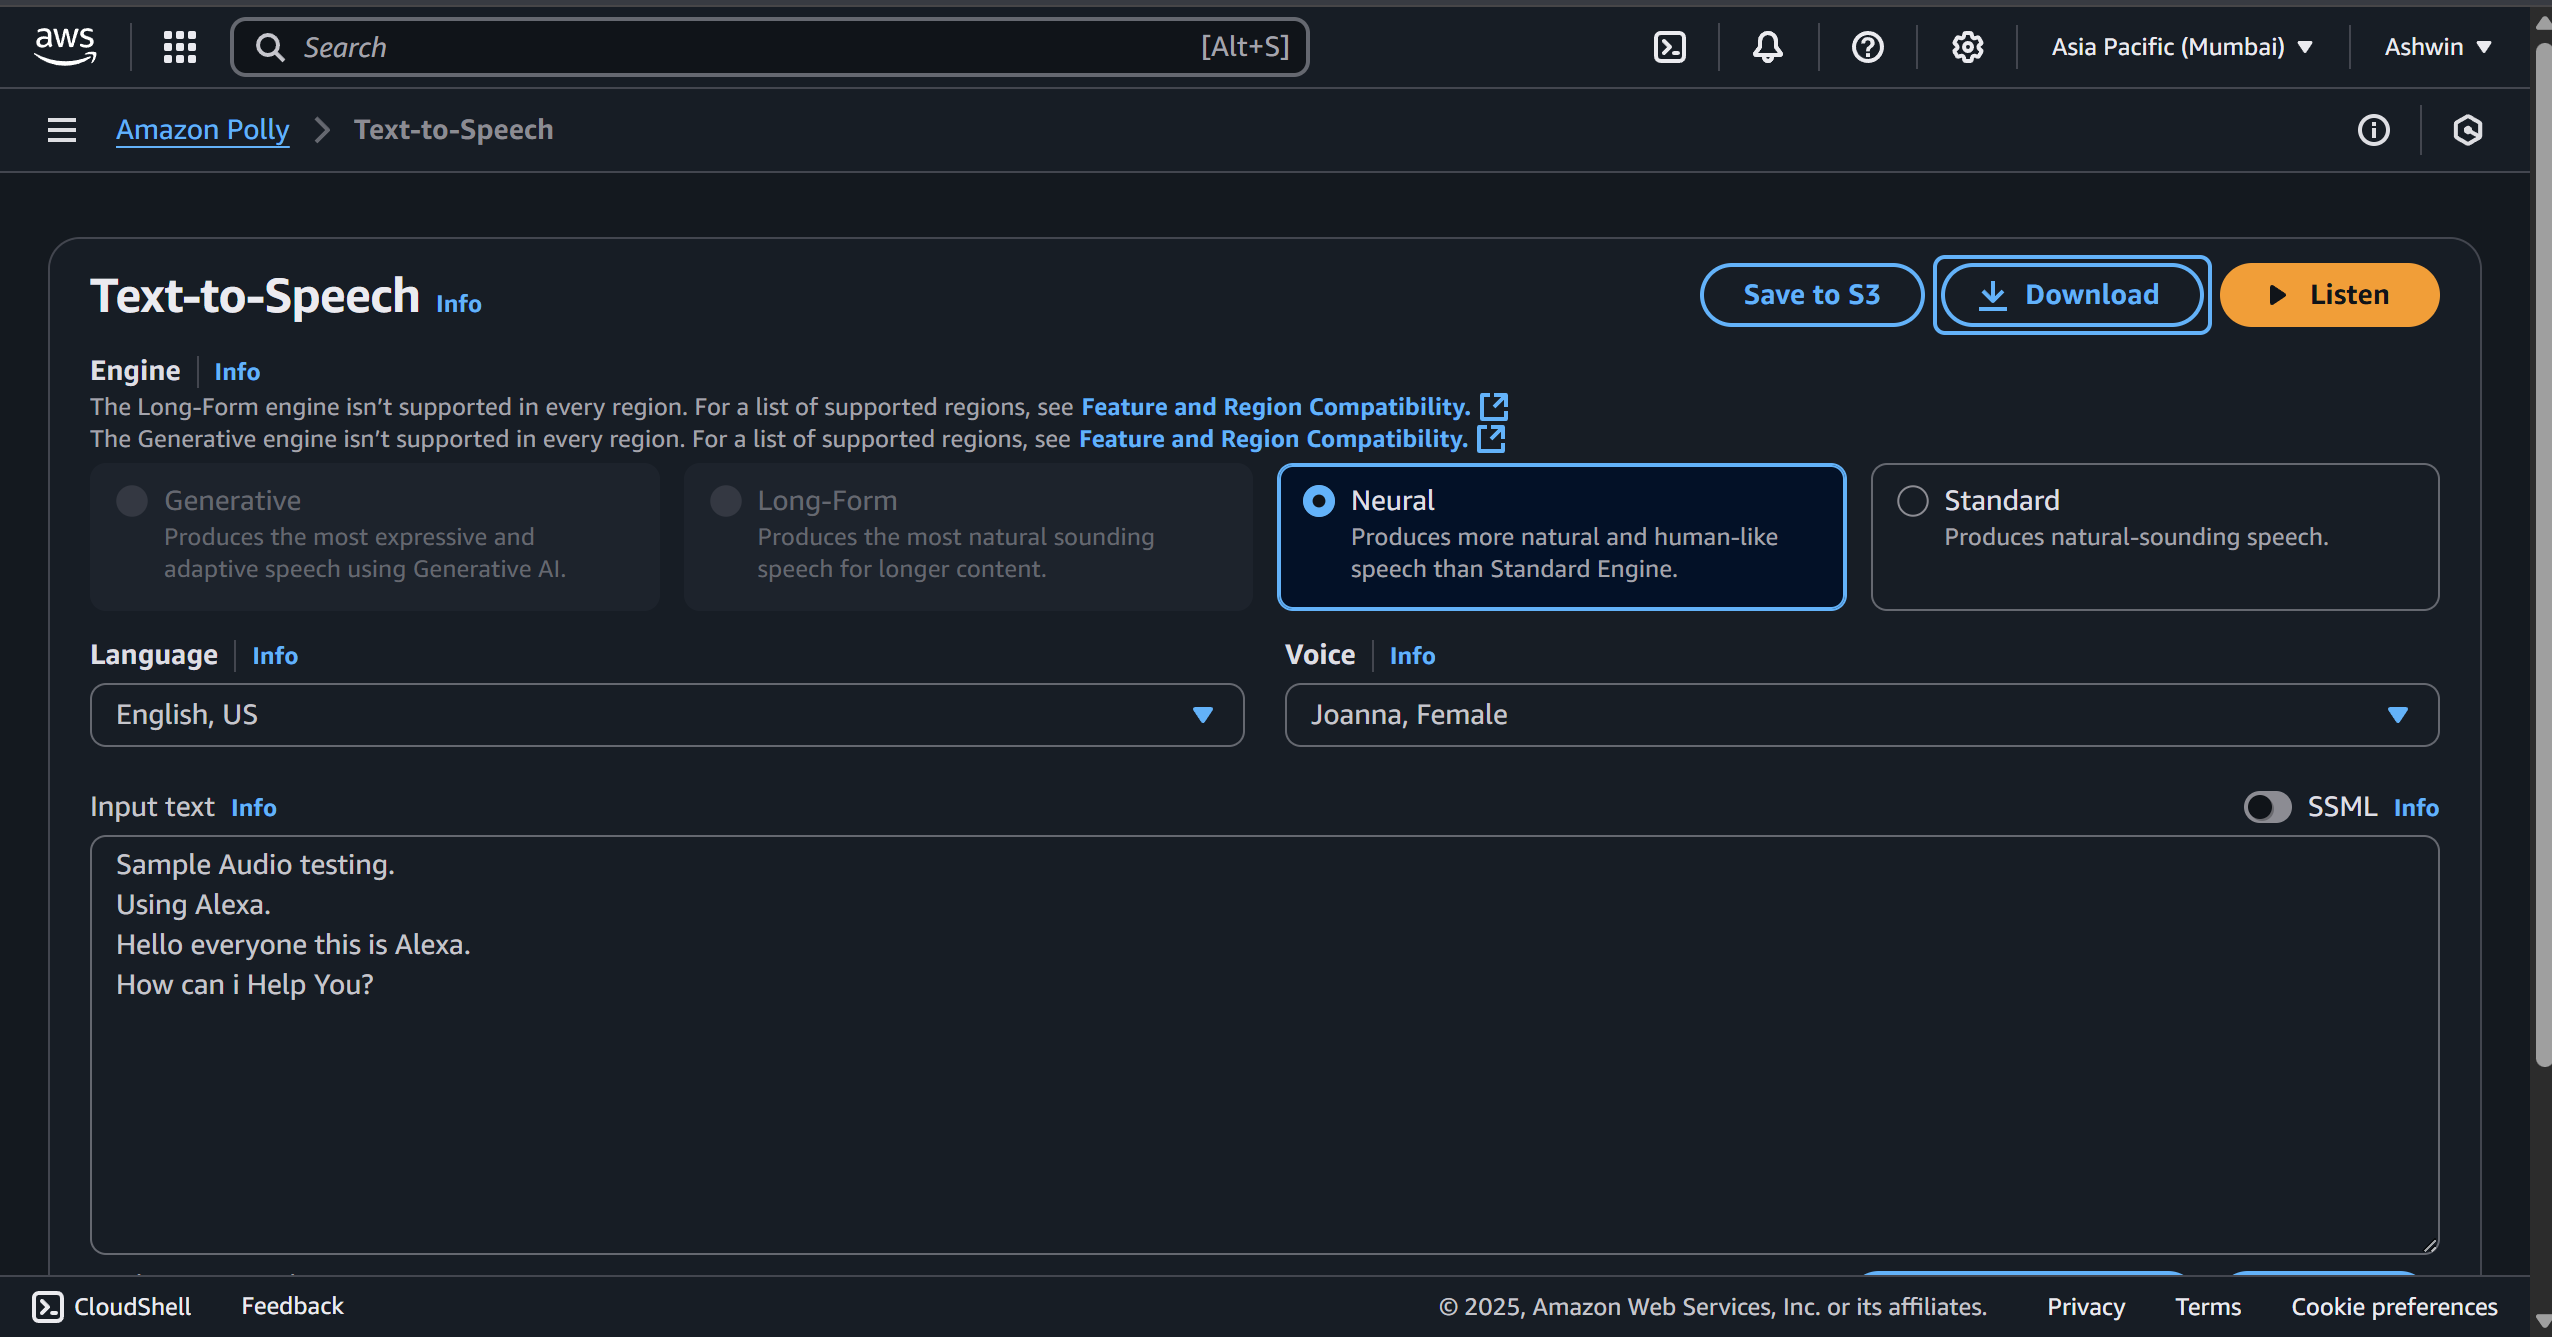 aws
Search [Alt+S]
Asia Pacific (Mumbai)
Ashwin
Amazon Polly
Text-to-Speech
Text-to-Speech Info
Save to S3
Download
Listen
Engine Info
The Long-Form engine isn’t supported in every region. For a list of supported regions, see Feature and Region Compatibility.
The Generative engine isn’t supported in every region. For a list of supported regions, see Feature and Region Compatibility.
Generative
Produces the most expressive and
adaptive speech using Generative AI.
Long-Form
Produces the most natural sounding
speech for longer content.
Neural
Produces more natural and human-like
speech than Standard Engine.
Standard
Produces natural-sounding speech.
Language Info
English, US
Voice Info
Joanna, Female
Input text Info
SSML Info
Sample Audio testing.
Using Alexa.
Hello everyone this is Alexa.
How can i Help You?
CloudShell
Feedback
© 2025, Amazon Web Services, Inc. or its affiliates.
Privacy
Terms
Cookie preferences